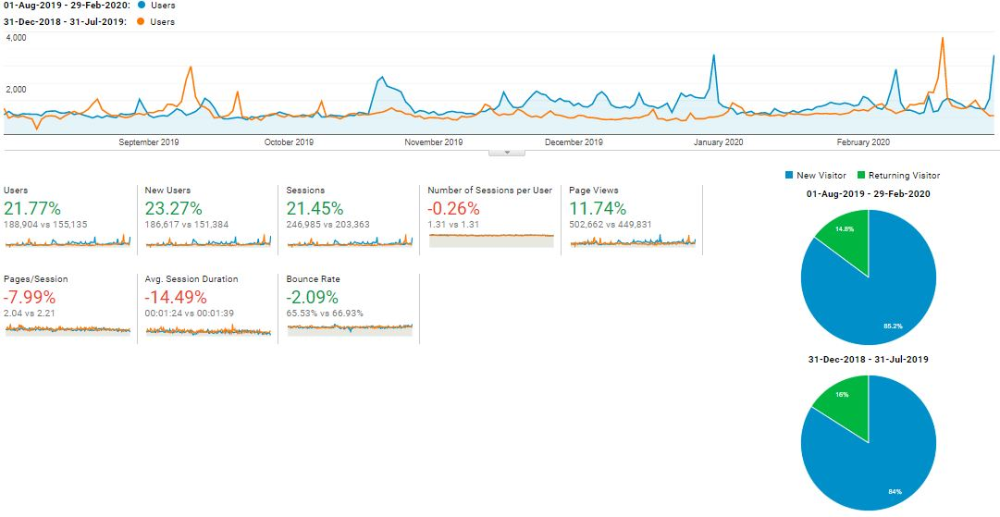 01-Aug-2019 - 29-Feb-2020: Users
31-Dec-2018 - 31-Jul-2019: Users
4,000
2,000
September 2019 October 2019 November 2019 December 2019 January 2020 February 2020
Users New Users Sessions Number of Sessions per User Page Views
21.77% 23.27% 21.45% -0.26% 11.74%
188,904 vs 155,135 186,617 vs 151,384 246,985 vs 203,363 1.31 vs 1.31 502,662 vs 449,831
Pages/Session Avg. Session Duration Bounce Rate
-7.99% -14.49% -2.09%
2.04 vs 2.21 00:01:24 vs 00:01:39 65.53% vs 66.93%
New Visitor Returning Visitor
01-Aug-2019 - 29-Feb-2020
14.8%
85.2%
31-Dec-2018 - 31-Jul-2019
16%
84%